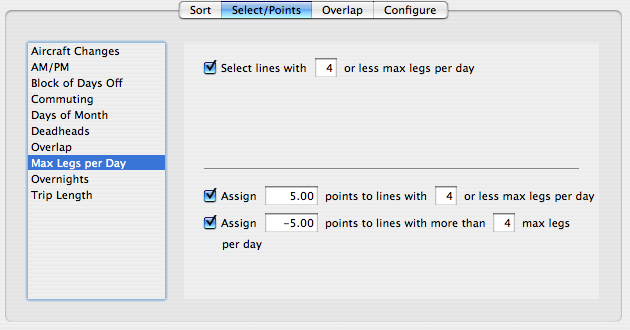 Sort Select/Points Overlap Configure
Aircraft Changes
AM/PM
Block of Days Off
Commuting
Days of Month
Deadheads
Overlap
Max Legs per Day
Overnights
Trip Length
Select lines with 4 or less max legs per day
Assign 5.00 points to lines with 4 or less max legs per day
Assign -5.00 points to lines with more than 4 max legs
per day